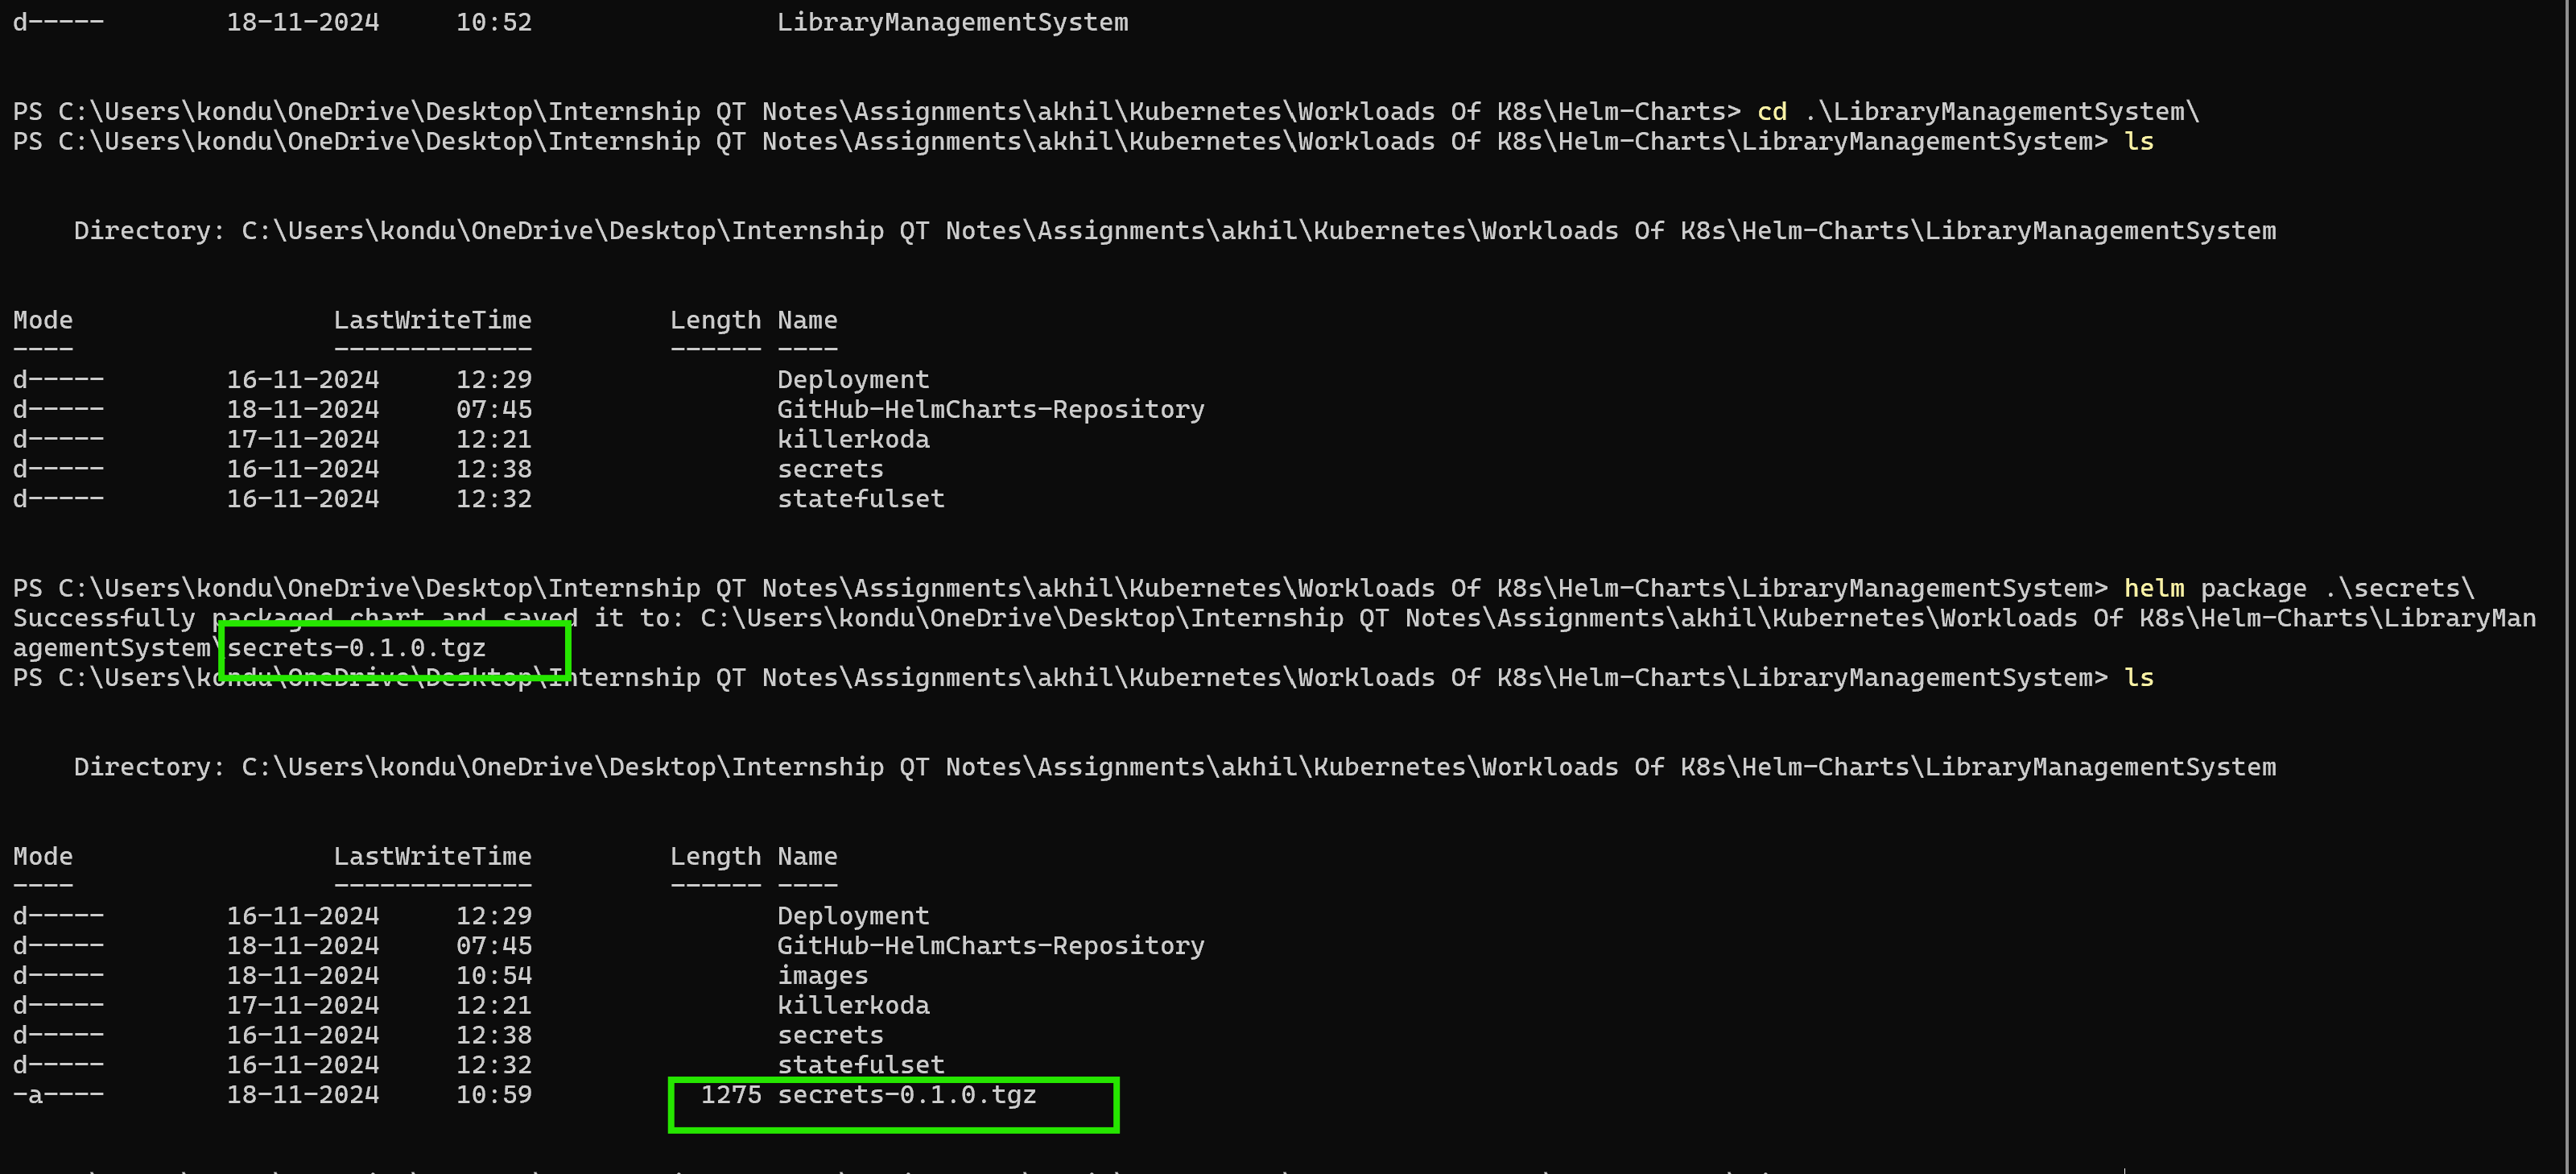 d----- 18-11-2024 10:52 LibraryManagementSystem
PS C:\Users\kondu\OneDrive\Desktop\Internship QT Notes\Assignments\akhil\Kubernetes\Workloads Of K8s\Helm-Charts> cd .\LibraryManagementSystem\
PS C:\Users\kondu\OneDrive\Desktop\Internship QT Notes\Assignments\akhil\Kubernetes\Workloads Of K8s\Helm-Charts\LibraryManagementSystem> ls
Directory: C:\Users\kondu\OneDrive\Desktop\Internship QT Notes\Assignments\akhil\Kubernetes\Workloads Of K8s\Helm-Charts\LibraryManagementSystem
Mode LastWriteTime Length Name
---- ------------- ------ ----
d----- 16-11-2024 12:29 Deployment
d----- 18-11-2024 07:45 GitHub-HelmCharts-Repository
d----- 17-11-2024 12:21 killerkoda
d----- 16-11-2024 12:38 secrets
d----- 16-11-2024 12:32 statefulset
PS C:\Users\kondu\OneDrive\Desktop\Internship QT Notes\Assignments\akhil\Kubernetes\Workloads Of K8s\Helm-Charts\LibraryManagementSystem> helm package .\secrets\
Successfully packaged chart and saved it to: C:\Users\kondu\OneDrive\Desktop\Internship QT Notes\Assignments\akhil\Kubernetes\Workloads Of K8s\Helm-Charts\LibraryMan
agementSystem\secrets-0.1.0.tgz
PS C:\Users\kondu\OneDrive\Desktop\Internship QT Notes\Assignments\akhil\Kubernetes\Workloads Of K8s\Helm-Charts\LibraryManagementSystem> ls
Directory: C:\Users\kondu\OneDrive\Desktop\Internship QT Notes\Assignments\akhil\Kubernetes\Workloads Of K8s\Helm-Charts\LibraryManagementSystem
Mode LastWriteTime Length Name
---- ------------- ------ ----
d----- 16-11-2024 12:29 Deployment
d----- 18-11-2024 07:45 GitHub-HelmCharts-Repository
d----- 18-11-2024 10:54 images
d----- 17-11-2024 12:21 killerkoda
d----- 16-11-2024 12:38 secrets
d----- 16-11-2024 12:32 statefulset
-a---- 18-11-2024 10:59 1275 secrets-0.1.0.tgz